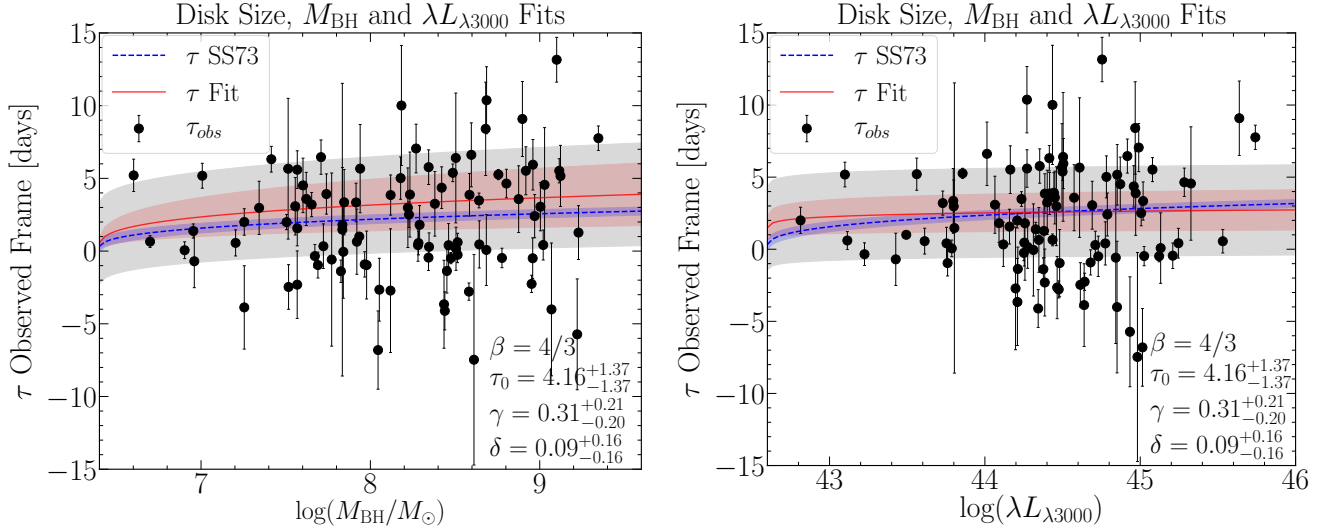 Disk Size, M_BH and λL_λ3000 Fits
τ SS73
τ Fit
τ_obs
τ Observed Frame [days]
15
10
5
0
−5
−10
−15
β = 4/3
τ_0 = 4.16^{+1.37}_{−1.37}
γ = 0.31^{+0.21}_{−0.20}
δ = 0.09^{+0.16}_{−0.16}
7
8
9
log(M_BH/M_⊙)
Disk Size, M_BH and λL_λ3000 Fits
τ SS73
τ Fit
τ_obs
τ Observed Frame [days]
15
10
5
0
−5
−10
−15
β = 4/3
τ_0 = 4.16^{+1.37}_{−1.37}
γ = 0.31^{+0.21}_{−0.20}
δ = 0.09^{+0.16}_{−0.16}
43
44
45
46
log(λL_λ3000)